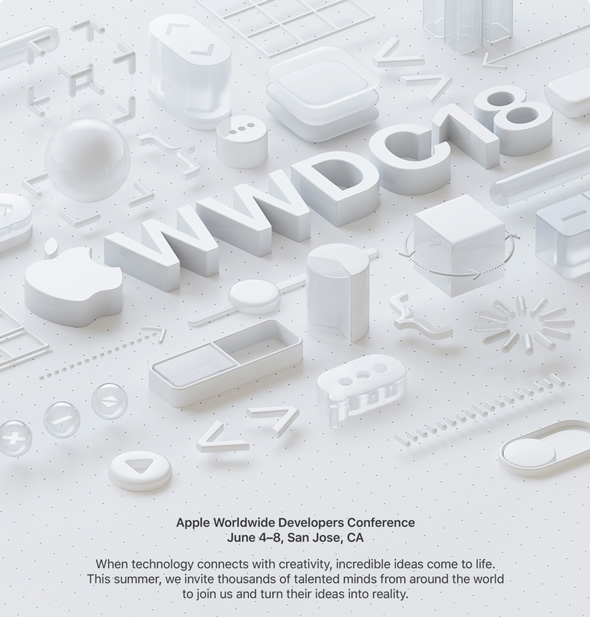 WWDC18
Apple Worldwide Developers Conference
June 4–8, San Jose, CA
When technology connects with creativity, incredible ideas come to life.
This summer, we invite thousands of talented minds from around the world
to join us and turn their ideas into reality.